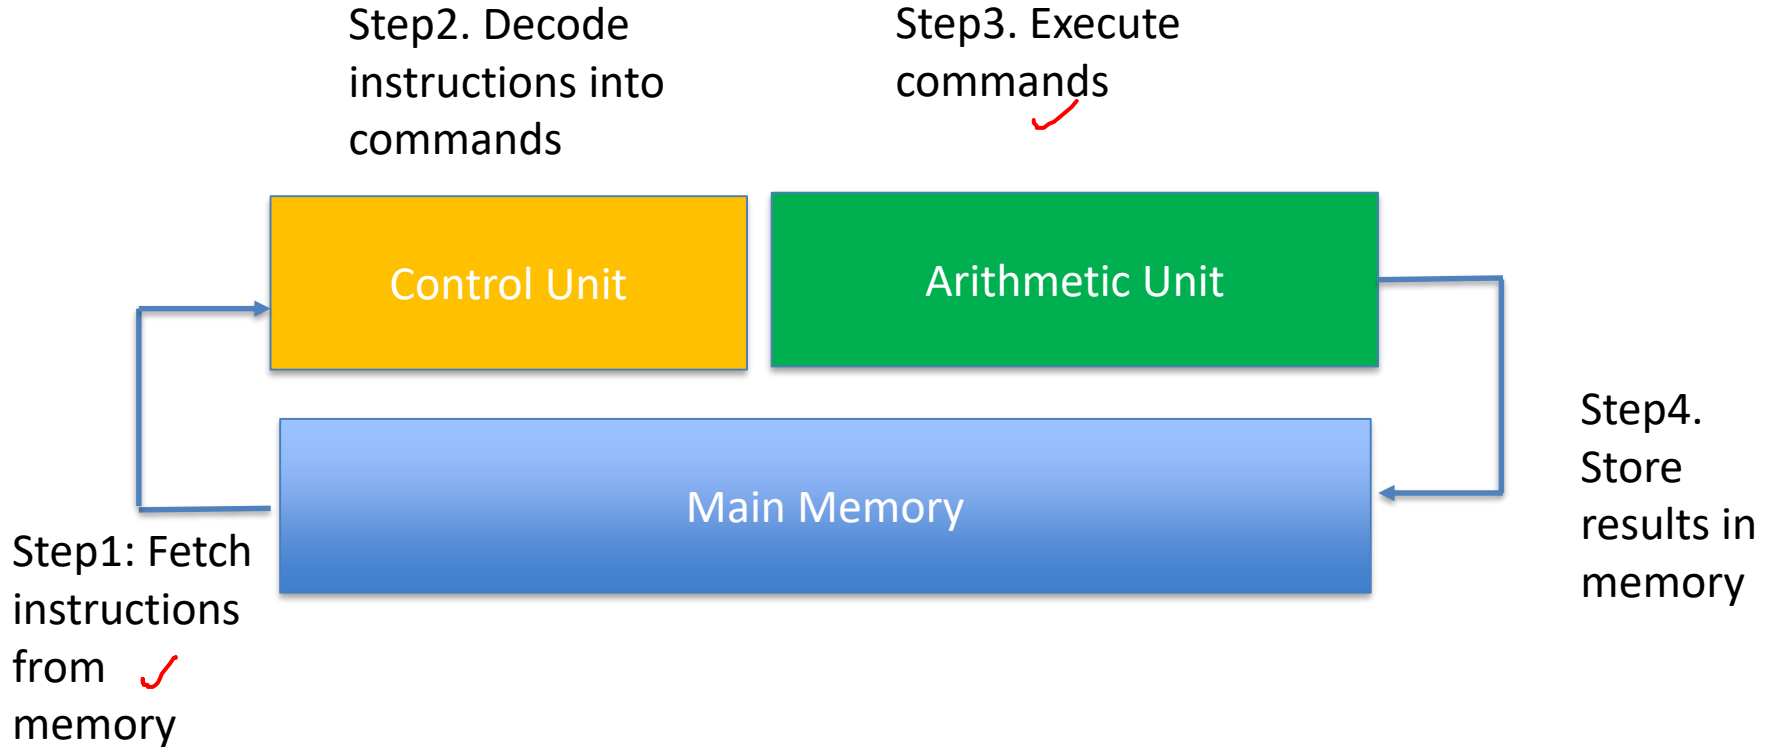 Step2. Decode
instructions into
commands
Step3. Execute
commands
Control Unit
Arithmetic Unit
Main Memory
Step1: Fetch
instructions
from
memory
Step4.
Store
results in
memory